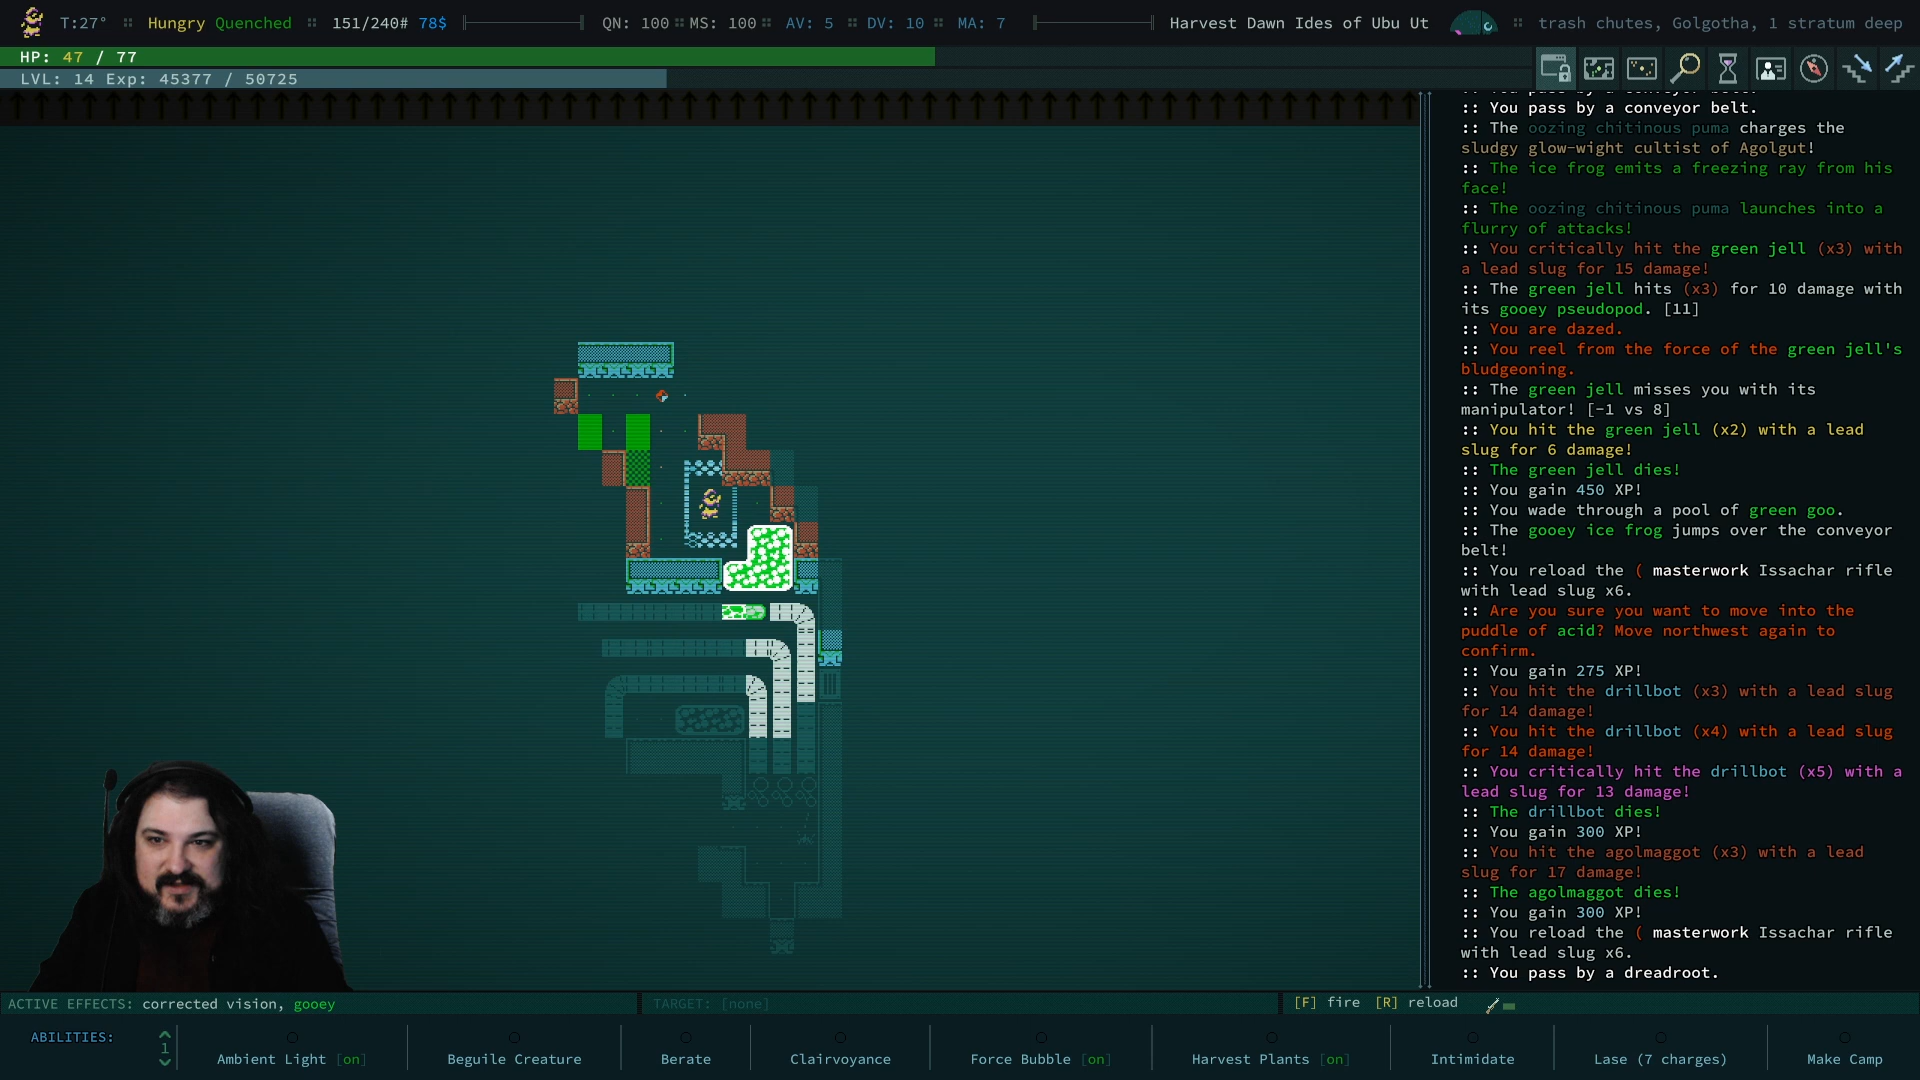 T:27° :: Hungry Quenched :: 151/240# 78$ QN: 100 :: MS: 100 :: AV: 5 :: DV: 10 :: MA: 7 Harvest Dawn Ides of Ubu Ut :: trash chutes, Golgotha, 1 stratum deep
HP: 47 / 77
LVL: 14 Exp: 45377 / 50725
:: You pass by a conveyor belt.
:: The oozing chitinous puma charges the
sludgy glow-wight cultist of Agolgut!
:: The ice frog emits a freezing ray from his
face!
:: The oozing chitinous puma launches into a
flurry of attacks!
:: You critically hit the green jell (x3) with
a lead slug for 15 damage!
:: The green jell hits (x3) for 10 damage with
its gooey pseudopod. [11]
:: You are dazed.
:: You reel from the force of the green jell's
bludgeoning.
:: The green jell misses you with its
manipulator! [-1 vs 8]
:: You hit the green jell (x2) with a lead
slug for 6 damage!
:: The green jell dies!
:: You gain 450 XP!
:: You wade through a pool of green goo.
:: The gooey ice frog jumps over the conveyor
belt!
:: You reload the ( masterwork Issachar rifle
with lead slug x6.
:: Are you sure you want to move into the
puddle of acid? Move northwest again to
confirm.
:: You gain 275 XP!
:: You hit the drillbot (x3) with a lead slug
for 14 damage!
:: You hit the drillbot (x4) with a lead slug
for 14 damage!
:: You critically hit the drillbot (x5) with a
lead slug for 13 damage!
:: The drillbot dies!
:: You gain 300 XP!
:: You hit the agolmaggot (x3) with a lead
slug for 17 damage!
:: The agolmaggot dies!
:: You gain 300 XP!
:: You reload the ( masterwork Issachar rifle
with lead slug x6.
:: You pass by a dreadroot.
ACTIVE EFFECTS: corrected vision, gooey TARGET: [none] [F] fire [R] reload
ABILITIES: 1 Ambient Light [on] Beguile Creature Berate Clairvoyance Force Bubble [on] Harvest Plants [on] Intimidate Lase (7 charges) Make Camp